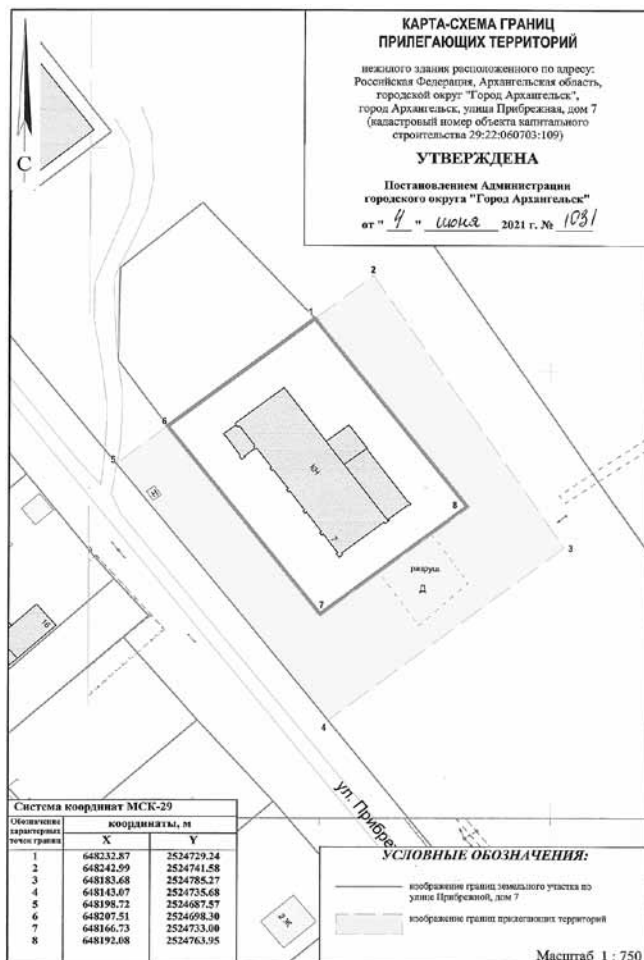 КАРТА-СХЕМА ГРАНИЦ
ПРИЛЕГАЮЩИХ ТЕРРИТОРИЙ
нежилого здания расположенного по адресу:
Российская Федерация, Архангельская область,
городской округ "Город Архангельск",
город Архангельск, улица Прибрежная, дом 7
(кадастровый номер объекта капитального
строительства 29:22:060703:109)
УТВЕРЖДЕНА
Постановлением Администрации
городского округа "Город Архангельск"
от " 4 " июня 2021 г. № 1031
С
2
1
6
5
КН
8
7
3
разруш.
Д
7
16
4
ул. Прибре
2 Ж
Система координат МСК-29
Обозначение характерных точек границ
координаты, м
X Y
1 648232.87 2524729.24
2 648242.99 2524741.58
3 648183.68 2524785.27
4 648143.07 2524735.68
5 648198.72 2524687.57
6 648207.51 2524698.30
7 648166.73 2524733.00
8 648192.08 2524763.95
УСЛОВНЫЕ ОБОЗНАЧЕНИЯ:
изображение границ земельного участка по
улице Прибрежной, дом 7
изображение границ прилегающих территорий
Масштаб 1 : 750